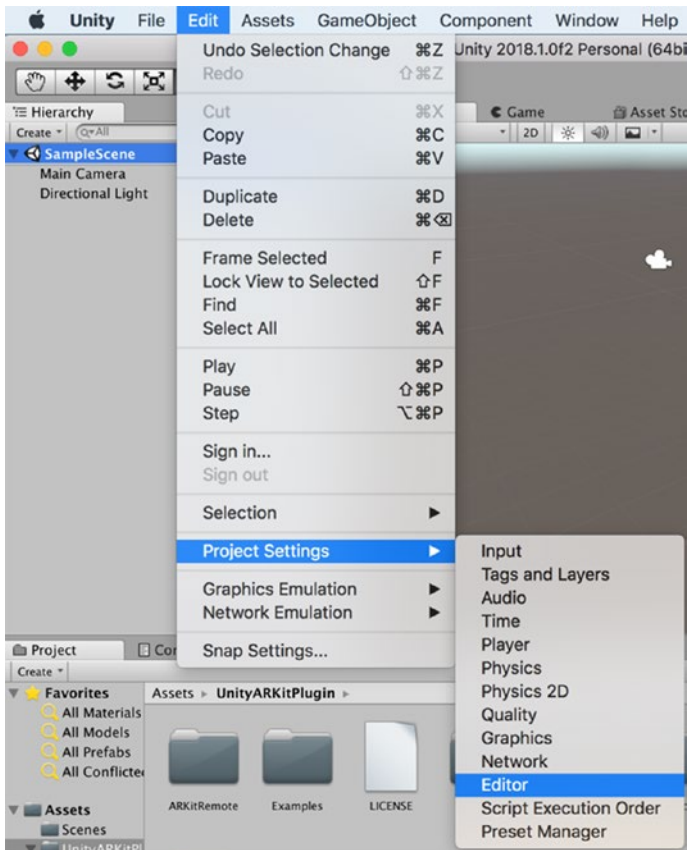 Unity File Edit Assets GameObject Component Window Help
Unity 2018.1.0f2 Personal (64bi
Hierarchy
Create
All
SampleScene
Main Camera
Directional Light
Undo Selection Change ⌘Z
Redo ⇧⌘Z
Cut ⌘X
Copy ⌘C
Paste ⌘V
Duplicate ⌘D
Delete ⌘⌫
Frame Selected F
Lock View to Selected ⇧F
Find ⌘F
Select All ⌘A
Play ⌘P
Pause ⇧⌘P
Step ⌥⌘P
Sign in...
Sign out
Selection ▶
Project Settings ▶
Graphics Emulation ▶
Network Emulation ▶
Snap Settings...
Game
Asset Sto
2D
Input
Tags and Layers
Audio
Time
Player
Physics
Physics 2D
Quality
Graphics
Network
Editor
Script Execution Order
Preset Manager
Project
Con
Create
Favorites
All Materials
All Models
All Prefabs
All Conflicte
Assets
Scenes
UnityARKitPl
Assets ▸ UnityARKitPlugin ▸
ARKitRemote
Examples
LICENSE